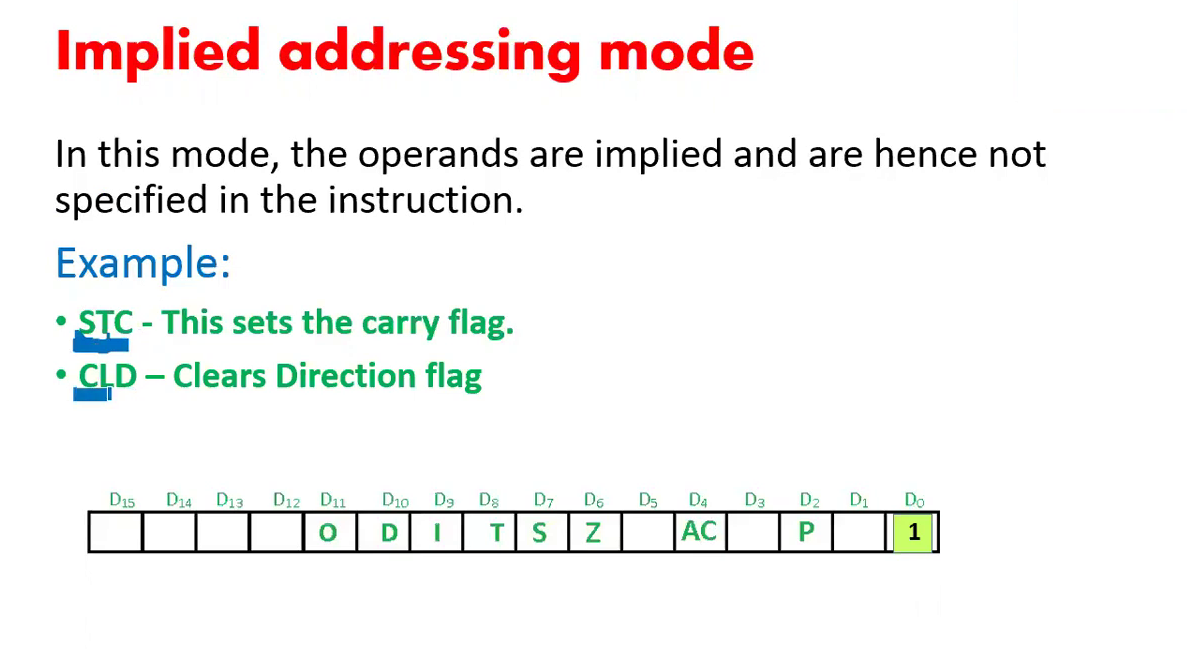 Implied addressing mode
In this mode, the operands are implied and are hence not
specified in the instruction.
Example:
• STC - This sets the carry flag.
• CLD – Clears Direction flag
D15 D14 D13 D12 D11 D10 D9 D8 D7 D6 D5 D4 D3 D2 D1 D0
O D I T S Z AC P 1